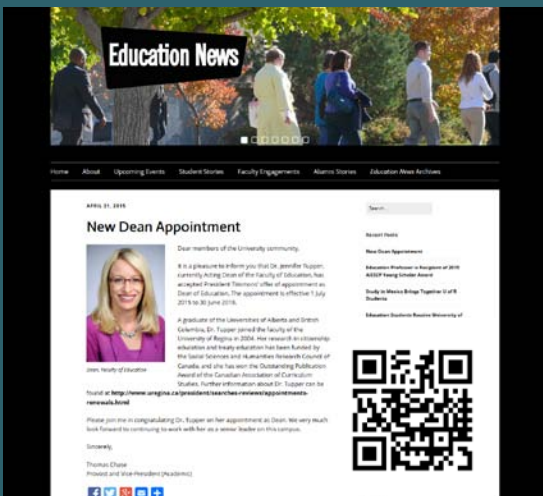 Education News
Home About Upcoming Events Student Stories Faculty Engagements Alumni Stories Education News Archives
APRIL 21, 2015
New Dean Appointment
Dear members of the University community,
It is a pleasure to inform you that Dr. Jennifer Tupper,
currently Acting Dean of the Faculty of Education, has
accepted President Timmons' offer of appointment as
Dean of Education. The appointment is effective 1 July
2015 to 30 June 2019.
A graduate of the Universities of Alberta and British
Columbia, Dr. Tupper joined the faculty of the
University of Regina in 2004. Her research in citizenship
education and treaty education has been funded by
the Social Sciences and Humanities Research Council of
Canada, and she has won the Outstanding Publication
Award of the Canadian Association of Curriculum
Studies. Further information about Dr. Tupper can be
found at http://www.uregina.ca/president/searches-reviews/appointments-
renewals.html
Dean, Faculty of Education
Please join me in congratulating Dr. Tupper on her appointment as Dean. We very much
look forward to continuing to work with her as a senior leader on this campus.
Sincerely,
Thomas Chase
Provost and Vice-President (Academic)
Search...
Recent Posts
New Dean Appointment
Education Professor is Recipient of 2015
Young Scholar Award
Study in Mexico Brings Together U of R
Students
Education Students Receive University of